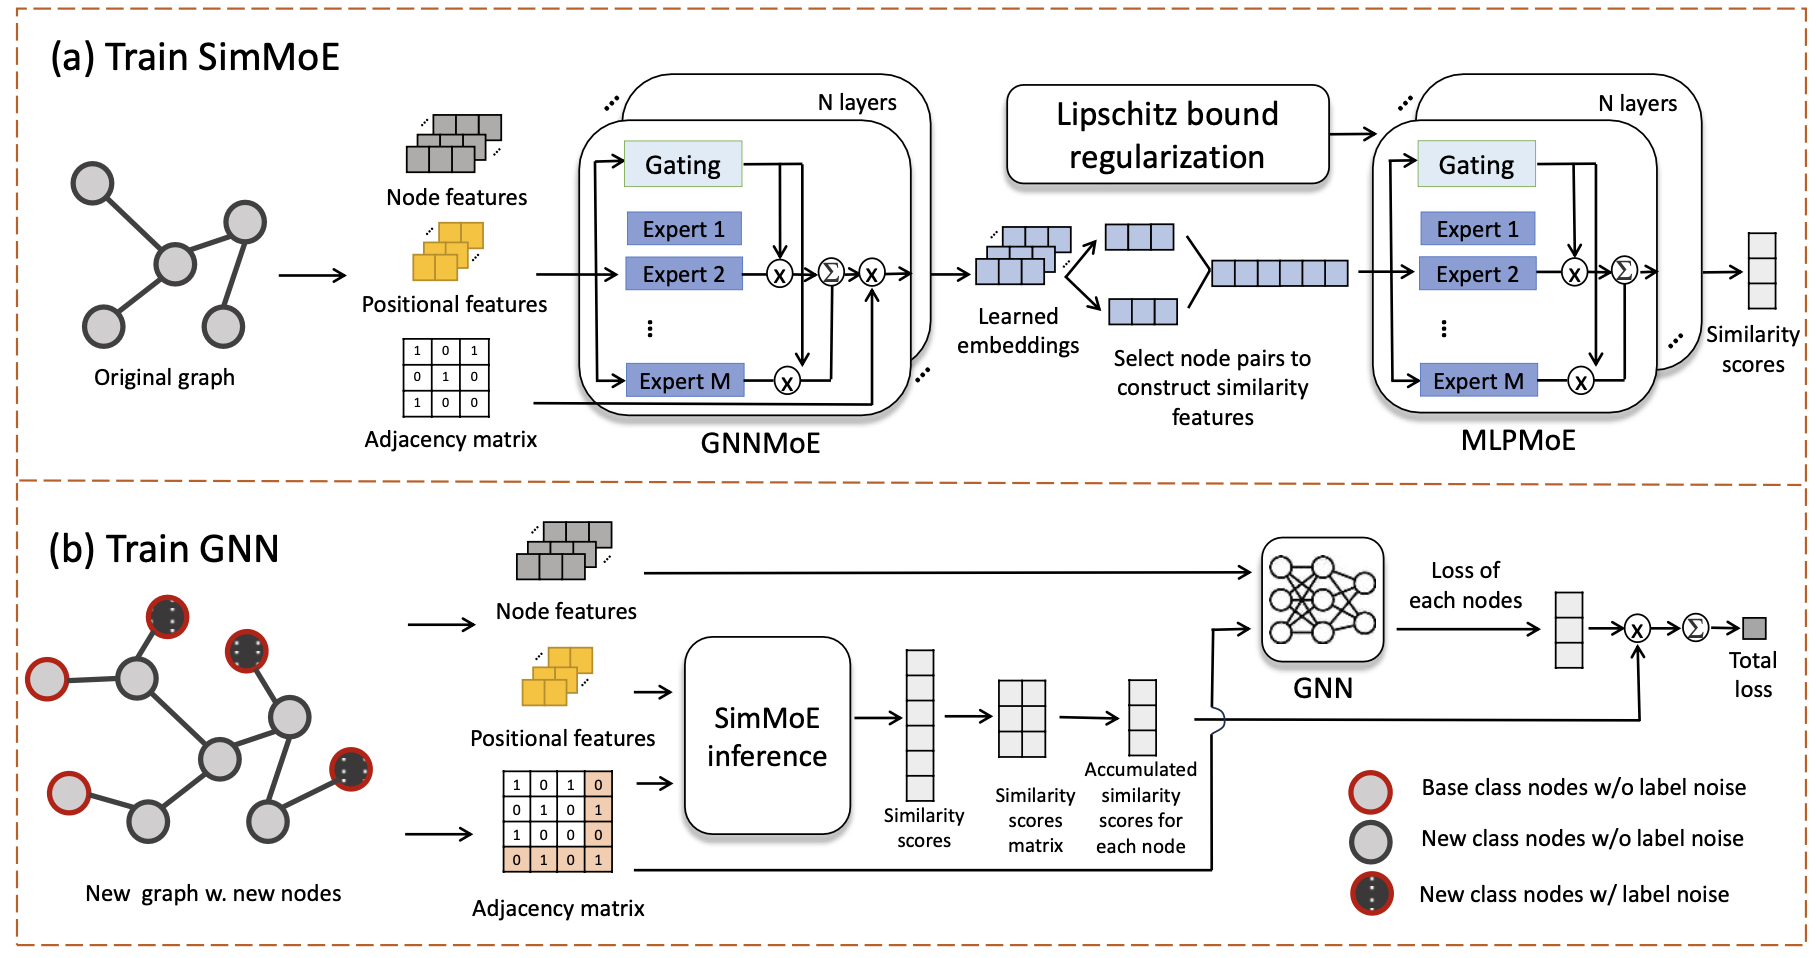 (a) Train SimMoE
Original graph
Node features
Positional features
1 0 1
0 1 0
1 0 0
Adjacency matrix
N layers
Gating
Expert 1
Expert 2
x Σ x
⋮
Expert M
x
GNNMoE
Learned
embeddings
Select node pairs to
construct similarity
features
Lipschitz bound
regularization
N layers
Gating
Expert 1
Expert 2
x Σ
⋮
Expert M
x
MLPMoE
Similarity
scores
(b) Train GNN
New graph w. new nodes
Node features
Positional features
1 0 1 0
0 1 0 1
1 0 0 0
0 1 0 1
Adjacency matrix
SimMoE
inference
Similarity
scores
Similarity
scores
matrix
Accumulated
similarity
scores for
each node
GNN
Loss of
each nodes
x Σ
Total
loss
Base class nodes w/o label noise
New class nodes w/o label noise
New class nodes w/ label noise